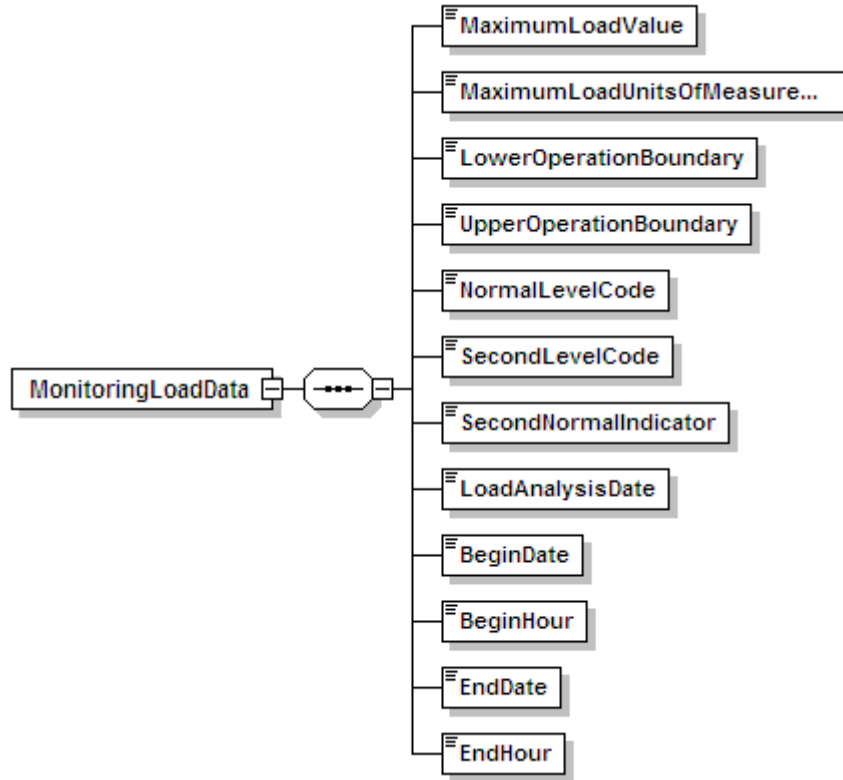 MaximumLoadValue
MaximumLoadUnitsOfMeasure...
LowerOperationBoundary
UpperOperationBoundary
NormalLevelCode
SecondLevelCode
MonitoringLoadData
SecondNormalIndicator
LoadAnalysisDate
BeginDate
BeginHour
EndDate
EndHour